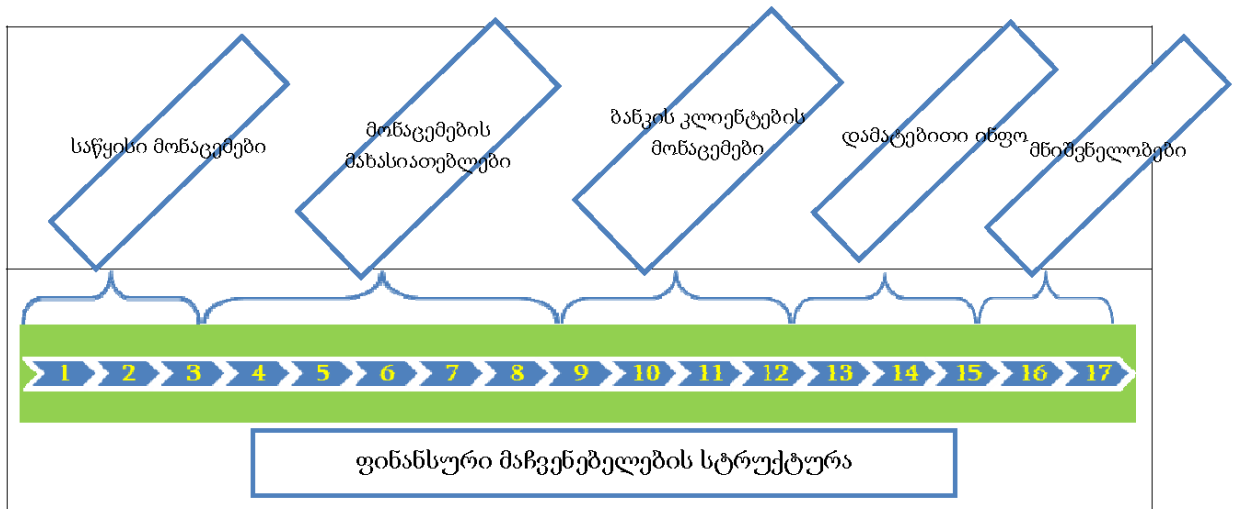 საწყისი მონაცემები
მონაცემების
მახასიათებლები
ბანკის კლიენტების
მონაცემები
დამატებითი ინფო
მნიშვნელობები
1 2 3 4 5 6 7 8 9 10 11 12 13 14 15 16 17
ფინანსური მაჩვენებელების სტრუქტურა